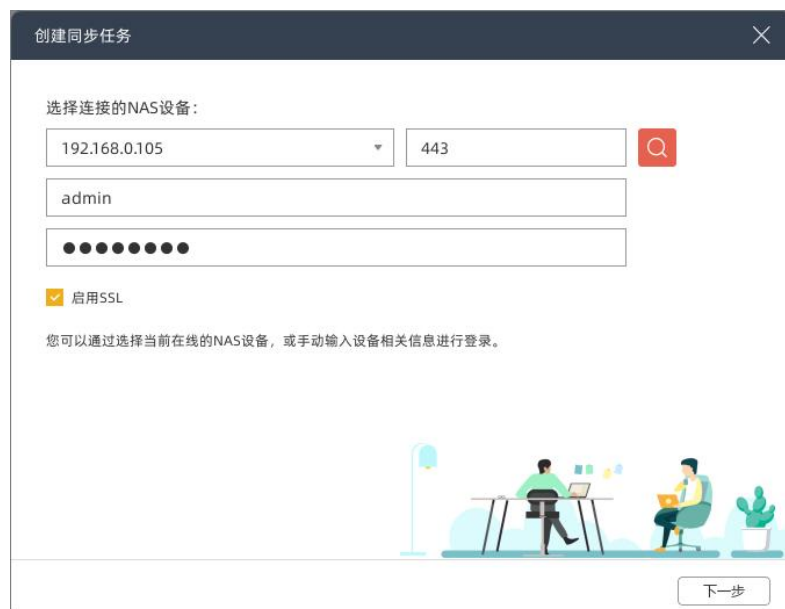 创建同步任务
选择连接的NAS设备：
192.168.0.105 443
admin
●●●●●●●●
启用SSL
您可以通过选择当前在线的NAS设备，或手动输入设备相关信息进行登录。
下一步